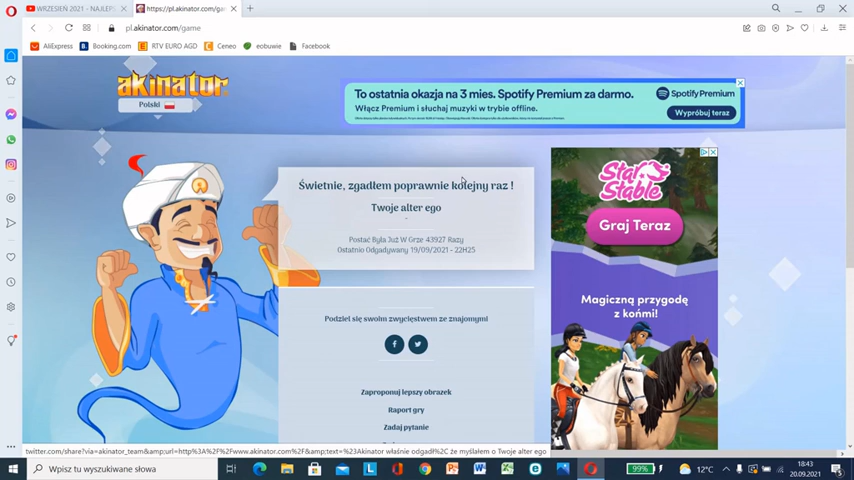 WRZESIEŃ 2021 - NAJLEPS
https://pl.akinator.com/gam
pl.akinator.com/game
AliExpress
Booking.com
RTV EURO AGD
Ceneo
eobuwie
Facebook
akinator
Polski
To ostatnia okazja na 3 mies. Spotify Premium za darmo.
Włącz Premium i słuchaj muzyki w trybie offline.
Spotify Premium
Wypróbuj teraz
Świetnie, zgadłem poprawnie kolejny raz !
Twoje alter ego
-
Postać Była Już W Grze 43927 Razy
Ostatnio Odgadywany 19/09/2021 - 22H25
Podziel się swoim zwycięstwem ze znajomymi
Zaproponuj lepszy obrazek
Raport gry
Zadaj pytanie
Star Stable
Graj Teraz
Magiczną przygodę
z końmi!
twitter.com/share?via=akinator_team&amp;url=http%3A%2F%2Fwww.akinator.com%2F&amp;text=%23Akinator właśnie odgadł%2C że myślałem o Twoje alter ego
Wpisz tu wyszukiwane słowa
99%
12°C
18:43
20.09.2021